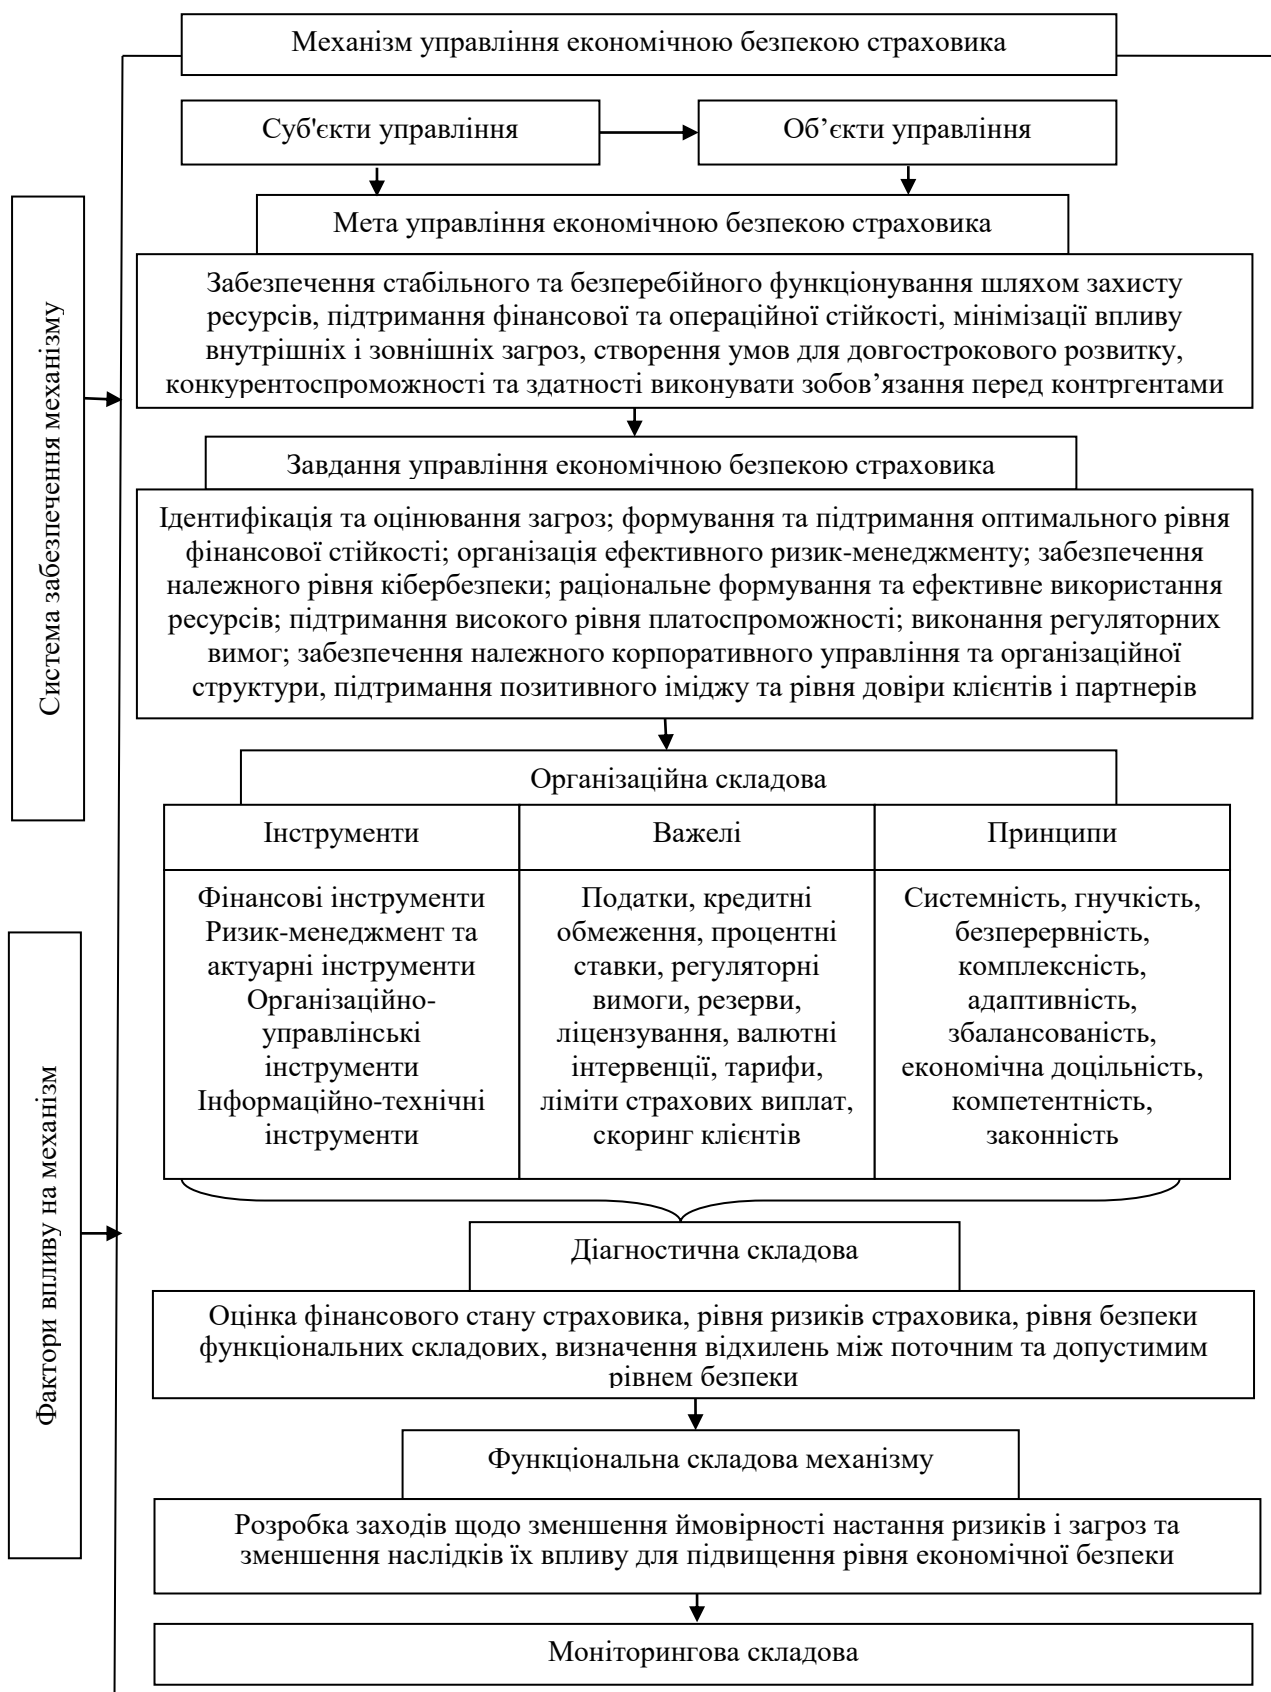 Механізм управління економічною безпекою страховика
Суб'єкти управління
Об’єкти управління
Мета управління економічною безпекою страховика
Забезпечення стабільного та безперебійного функціонування шляхом захисту
ресурсів, підтримання фінансової та операційної стійкості, мінімізації впливу
внутрішніх і зовнішніх загроз, створення умов для довгострокового розвитку,
конкурентоспроможності та здатності виконувати зобов’язання перед контргентами
Завдання управління економічною безпекою страховика
Ідентифікація та оцінювання загроз; формування та підтримання оптимального рівня
фінансової стійкості; організація ефективного ризик-менеджменту; забезпечення
належного рівня кібербезпеки; раціональне формування та ефективне використання
ресурсів; підтримання високого рівня платоспроможності; виконання регуляторних
вимог; забезпечення належного корпоративного управління та організаційної
структури, підтримання позитивного іміджу та рівня довіри клієнтів і партнерів
Система забезпечення механізму
Організаційна складова
Інструменти
Фінансові інструменти
Ризик-менеджмент та
актуарні інструменти
Організаційно-
управлінські
інструменти
Інформаційно-технічні
інструменти
Важелі
Податки, кредитні
обмеження, процентні
ставки, регуляторні
вимоги, резерви,
ліцензування, валютні
інтервенції, тарифи,
ліміти страхових виплат,
скоринг клієнтів
Принципи
Системність, гнучкість,
безперервність,
комплексність,
адаптивність,
збалансованість,
економічна доцільність,
компетентність,
законність
Фактори впливу на механізм
Діагностична складова
Оцінка фінансового стану страховика, рівня ризиків страховика, рівня безпеки
функціональних складових, визначення відхилень між поточним та допустимим
рівнем безпеки
Функціональна складова механізму
Розробка заходів щодо зменшення ймовірності настання ризиків і загроз та
зменшення наслідків їх впливу для підвищення рівня економічної безпеки
Моніторингова складова